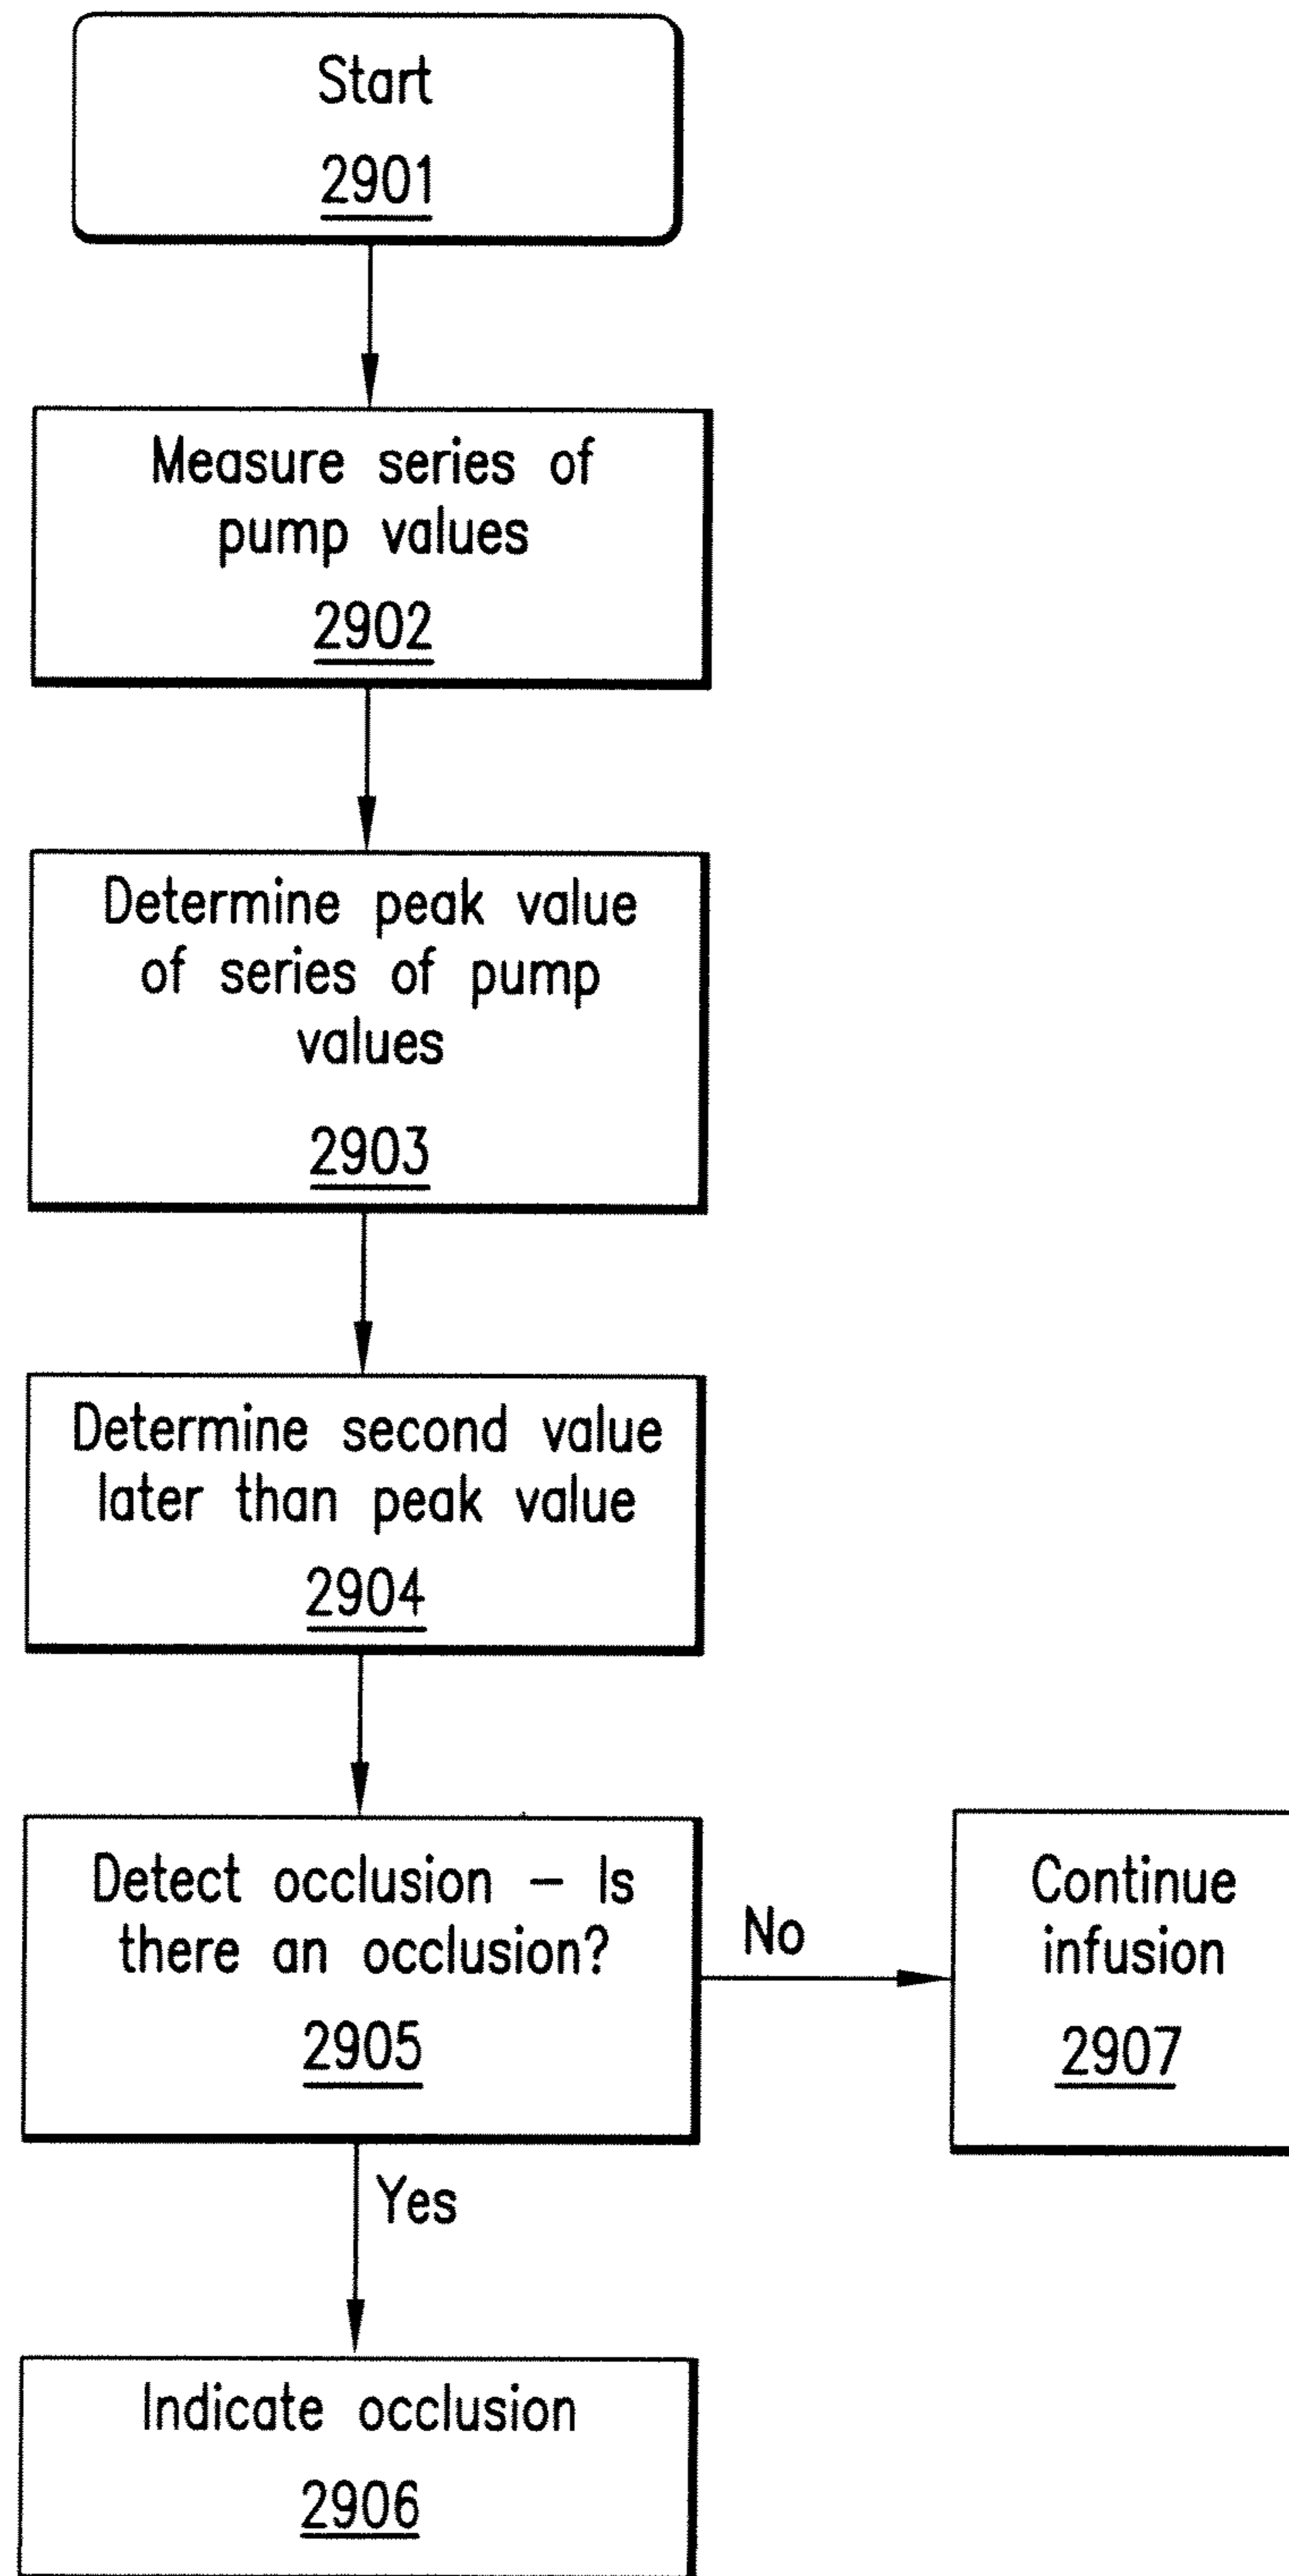 Start
2901
Measure series of
pump values
2902
Determine peak value
of series of pump
values
2903
Determine second value
later than peak value
2904
Detect occlusion – Is
there an occlusion?
2905
No
Continue
infusion
2907
Yes
Indicate occlusion
2906